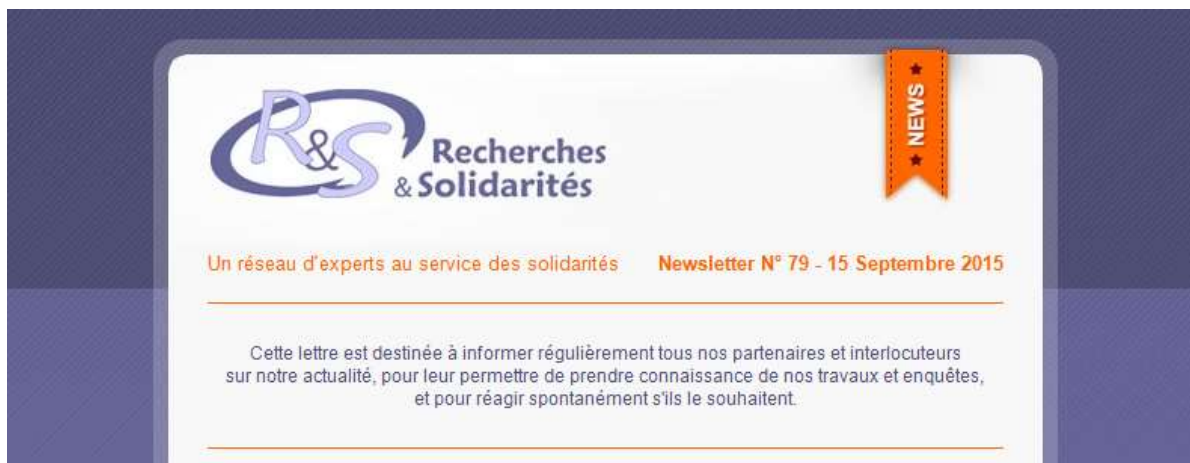 NEWS
R&S Recherches
& Solidarités
Un réseau d'experts au service des solidarités Newsletter N° 79 - 15 Septembre 2015
Cette lettre est destinée à informer régulièrement tous nos partenaires et interlocuteurs
sur notre actualité, pour leur permettre de prendre connaissance de nos travaux et enquêtes,
et pour réagir spontanément s'ils le souhaitent.